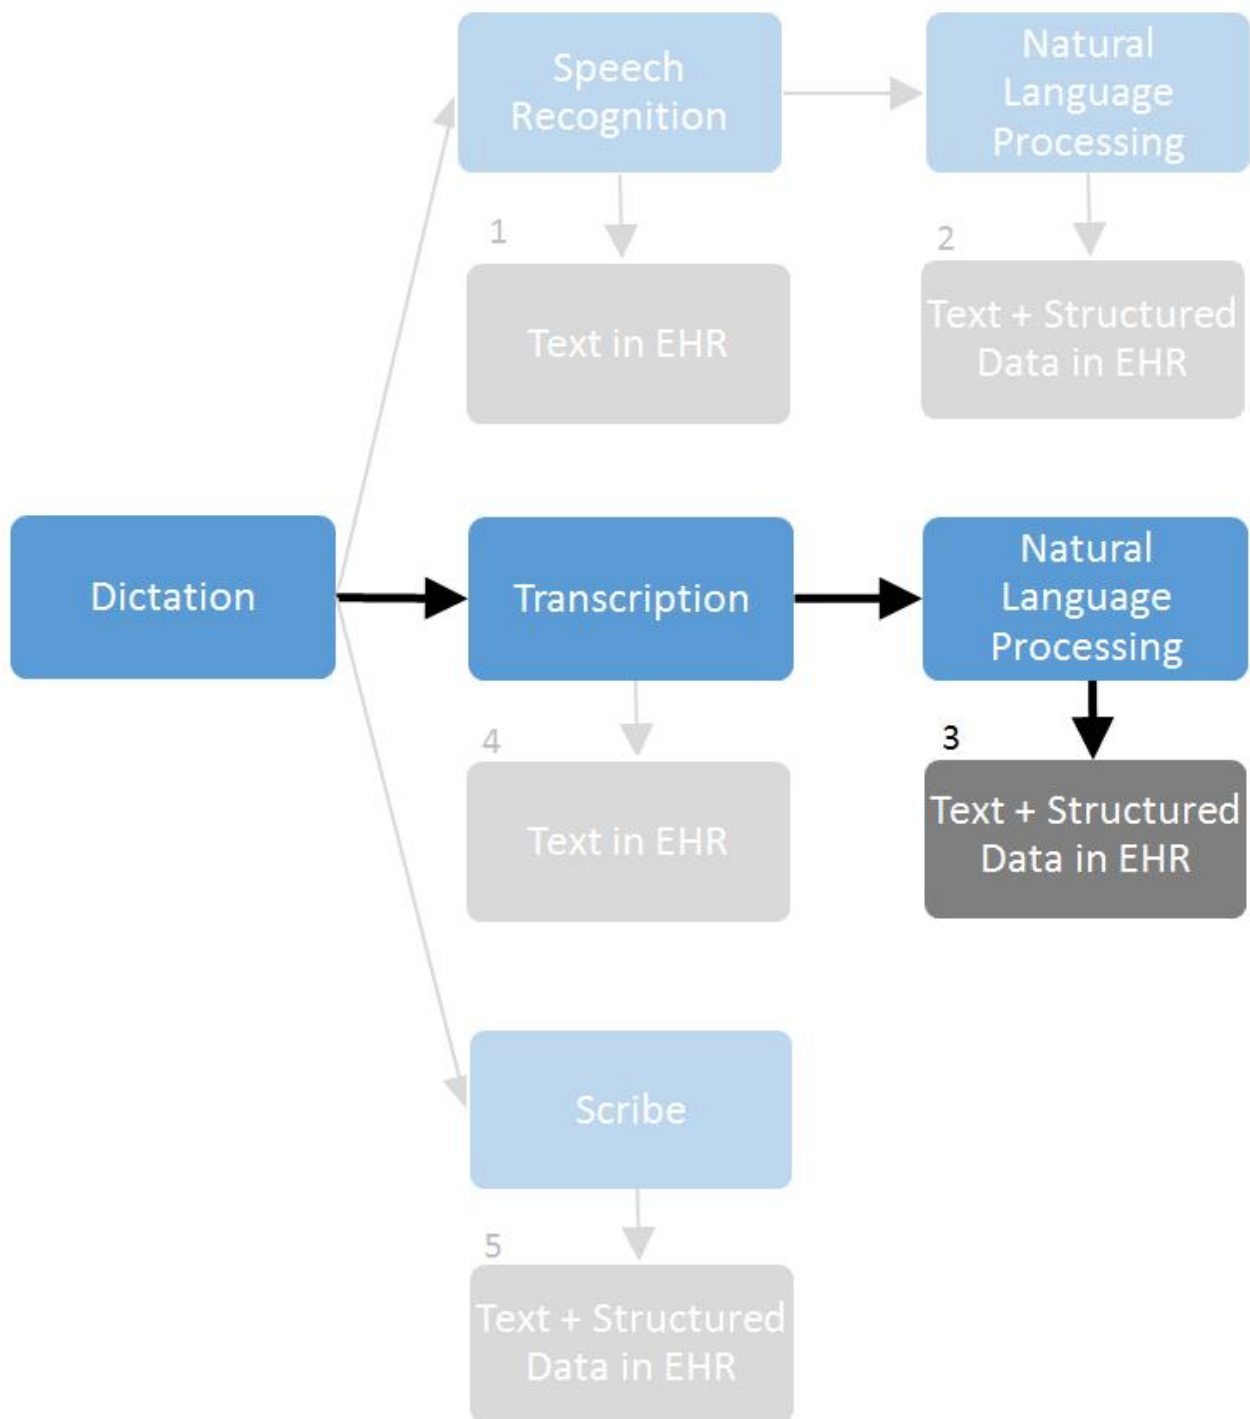 Speech
Recognition
Natural
Language
Processing
1
2
Text in EHR
Text + Structured
Data in EHR
Dictation
Transcription
Natural
Language
Processing
4
3
Text in EHR
Text + Structured
Data in EHR
Scribe
5
Text + Structured
Data in EHR